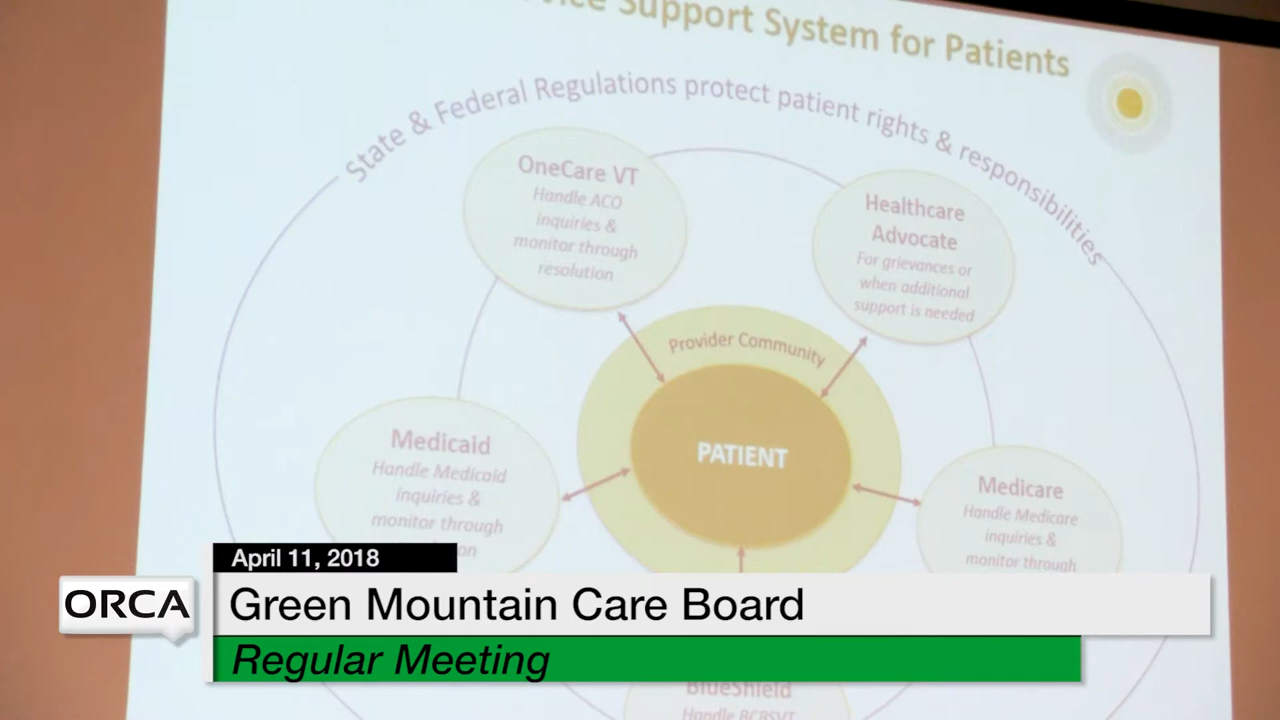 Support System for Patients
State & Federal Regulations protect patient rights & responsibilities
OneCare VT
Handle ACO
inquiries &
monitor through
resolution
Healthcare
Advocate
For grievances or
when additional
support is needed
Provider Community
PATIENT
Medicaid
Handle Medicaid
inquiries &
monitor through
Medicare
Handle Medicare
inquiries &
monitor through
April 11, 2018
ORCA
Green Mountain Care Board
Regular Meeting
BlueShield
Handle BCBSVT